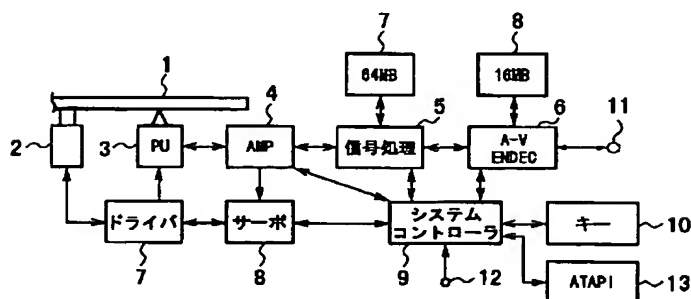 7 8
64MB 16MB
1
4 5 6 11
2 3 PU AMP 信号処理 A-V
ENDEC
ドライバ サーボ システム
コントローラ キー
7 8 9 12 10
ATAPI 13